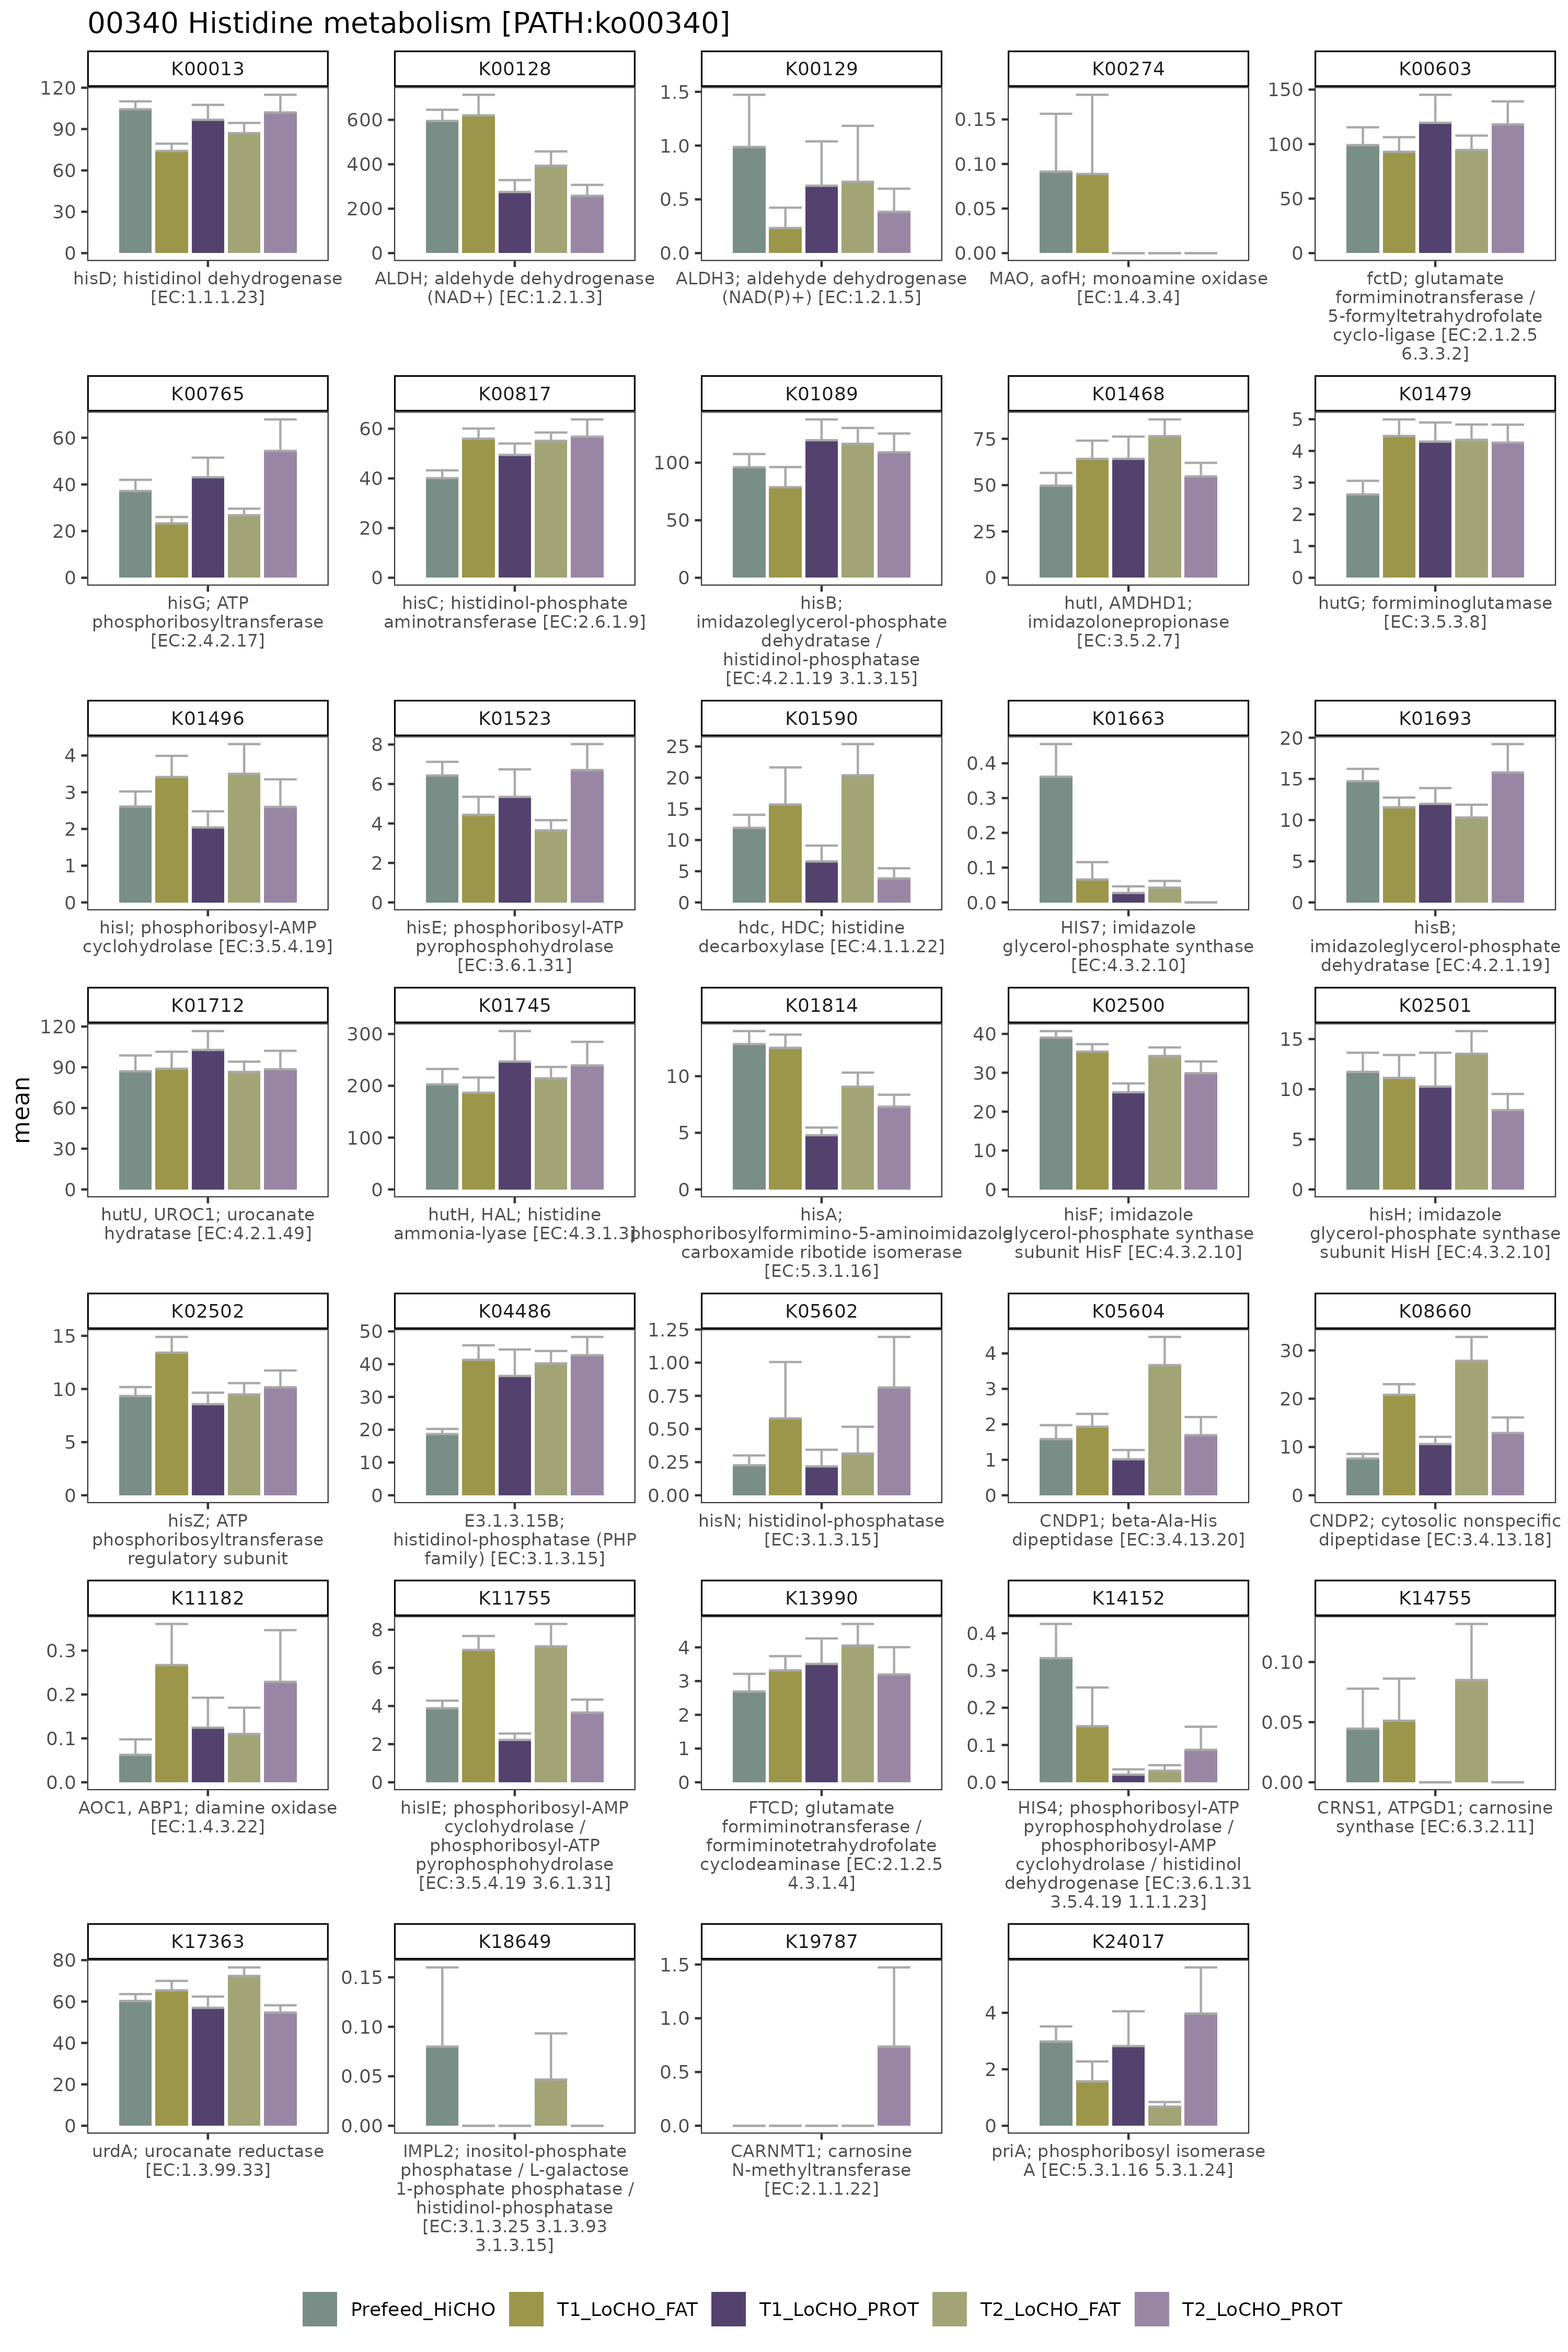 00340 Histidine metabolism [PATH:ko00340]
K00013
K00128
K00129
K00274
K00603
120
90
60
30
0
600
400
200
0
1.5
1.0
0.5
0.0
0.15
0.10
0.05
0.00
150
100
50
0
hisD; histidinol dehydrogenase
[EC:1.1.1.23]
ALDH; aldehyde dehydrogenase
(NAD+) [EC:1.2.1.3]
ALDH3; aldehyde dehydrogenase
(NAD(P)+) [EC:1.2.1.5]
MAO, aofH; monoamine oxidase
[EC:1.4.3.4]
fctD; glutamate
formiminotransferase /
5-formyltetrahydrofolate
cyclo-ligase [EC:2.1.2.5
6.3.3.2]
K00765
K00817
K01089
K01468
K01479
60
40
20
0
60
40
20
0
100
50
0
75
50
25
0
5
4
3
2
1
0
hisG; ATP
phosphoribosyltransferase
[EC:2.4.2.17]
hisC; histidinol-phosphate
aminotransferase [EC:2.6.1.9]
hisB;
imidazoleglycerol-phosphate
dehydratase /
histidinol-phosphatase
[EC:4.2.1.19 3.1.3.15]
hutI, AMDHD1;
imidazolonepropionase
[EC:3.5.2.7]
hutG; formiminoglutamase
[EC:3.5.3.8]
K01496
K01523
K01590
K01663
K01693
4
3
2
1
0
8
6
4
2
0
25
20
15
10
5
0
0.4
0.3
0.2
0.1
0.0
20
15
10
5
0
hisI; phosphoribosyl-AMP
cyclohydrolase [EC:3.5.4.19]
hisE; phosphoribosyl-ATP
pyrophosphohydrolase
[EC:3.6.1.31]
hdc, HDC; histidine
decarboxylase [EC:4.1.1.22]
HIS7; imidazole
glycerol-phosphate synthase
[EC:4.3.2.10]
hisB;
imidazoleglycerol-phosphate
dehydratase [EC:4.2.1.19]
mean
K01712
K01745
K01814
K02500
K02501
120
90
60
30
0
300
200
100
0
10
5
0
40
30
20
10
0
15
10
5
0
hutU, UROC1; urocanate
hydratase [EC:4.2.1.49]
hutH, HAL; histidine
ammonia-lyase [EC:4.3.1.3]
hisA;
phosphoribosylformimino-5-aminoimidazole
carboxamide ribotide isomerase
[EC:5.3.1.16]
hisF; imidazole
glycerol-phosphate synthase
subunit HisF [EC:4.3.2.10]
hisH; imidazole
glycerol-phosphate synthase
subunit HisH [EC:4.3.2.10]
K02502
K04486
K05602
K05604
K08660
15
10
5
0
50
40
30
20
10
0
1.25
1.00
0.75
0.50
0.25
0.00
4
3
2
1
0
30
20
10
0
hisZ; ATP
phosphoribosyltransferase
regulatory subunit
E3.1.3.15B;
histidinol-phosphatase (PHP
family) [EC:3.1.3.15]
hisN; histidinol-phosphatase
[EC:3.1.3.15]
CNDP1; beta-Ala-His
dipeptidase [EC:3.4.13.20]
CNDP2; cytosolic nonspecific
dipeptidase [EC:3.4.13.18]
K11182
K11755
K13990
K14152
K14755
0.3
0.2
0.1
0.0
8
6
4
2
0
4
3
2
1
0
0.4
0.3
0.2
0.1
0.0
0.10
0.05
0.00
AOC1, ABP1; diamine oxidase
[EC:1.4.3.22]
hisIE; phosphoribosyl-AMP
cyclohydrolase /
phosphoribosyl-ATP
pyrophosphohydrolase
[EC:3.5.4.19 3.6.1.31]
FTCD; glutamate
formiminotransferase /
formiminotetrahydrofolate
cyclodeaminase [EC:2.1.2.5
4.3.1.4]
HIS4; phosphoribosyl-ATP
pyrophosphohydrolase /
phosphoribosyl-AMP
cyclohydrolase / histidinol
dehydrogenase [EC:3.6.1.31
3.5.4.19 1.1.1.23]
CRNS1, ATPGD1; carnosine
synthase [EC:6.3.2.11]
K17363
K18649
K19787
K24017
80
60
40
20
0
0.15
0.10
0.05
0.00
1.5
1.0
0.5
0.0
4
2
0
urdA; urocanate reductase
[EC:1.3.99.33]
IMPL2; inositol-phosphate
phosphatase / L-galactose
1-phosphate phosphatase /
histidinol-phosphatase
[EC:3.1.3.25 3.1.3.93
3.1.3.15]
CARNMT1; carnosine
N-methyltransferase
[EC:2.1.1.22]
priA; phosphoribosyl isomerase
A [EC:5.3.1.16 5.3.1.24]
Prefeed_HiCHO
T1_LoCHO_FAT
T1_LoCHO_PROT
T2_LoCHO_FAT
T2_LoCHO_PROT